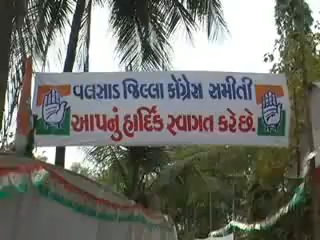 વલસાડ જિલ્લા કોંગ્રેસ સમીતી
આપનું હાર્દિક સ્વાગત કરે છે.